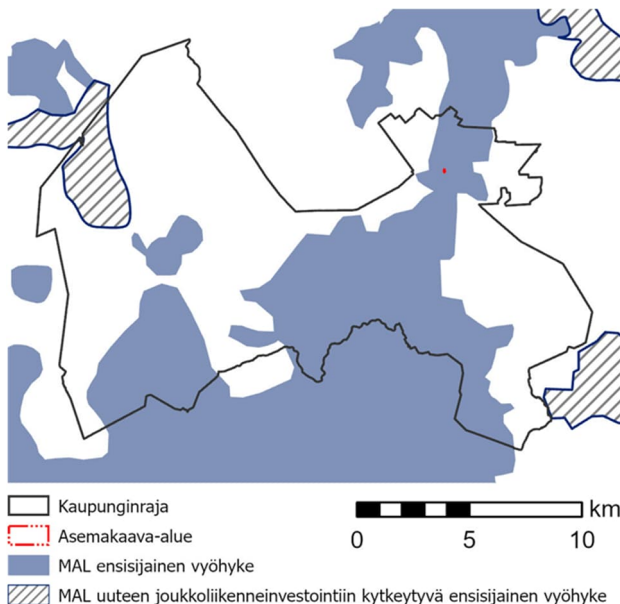 Kaupunginraja
Asemakaava-alue
MAL ensisijainen vyöhyke
MAL uuteen joukkoliikenneinvestointiin kytkeytyvä ensisijainen vyöhyke
km
0 5 10